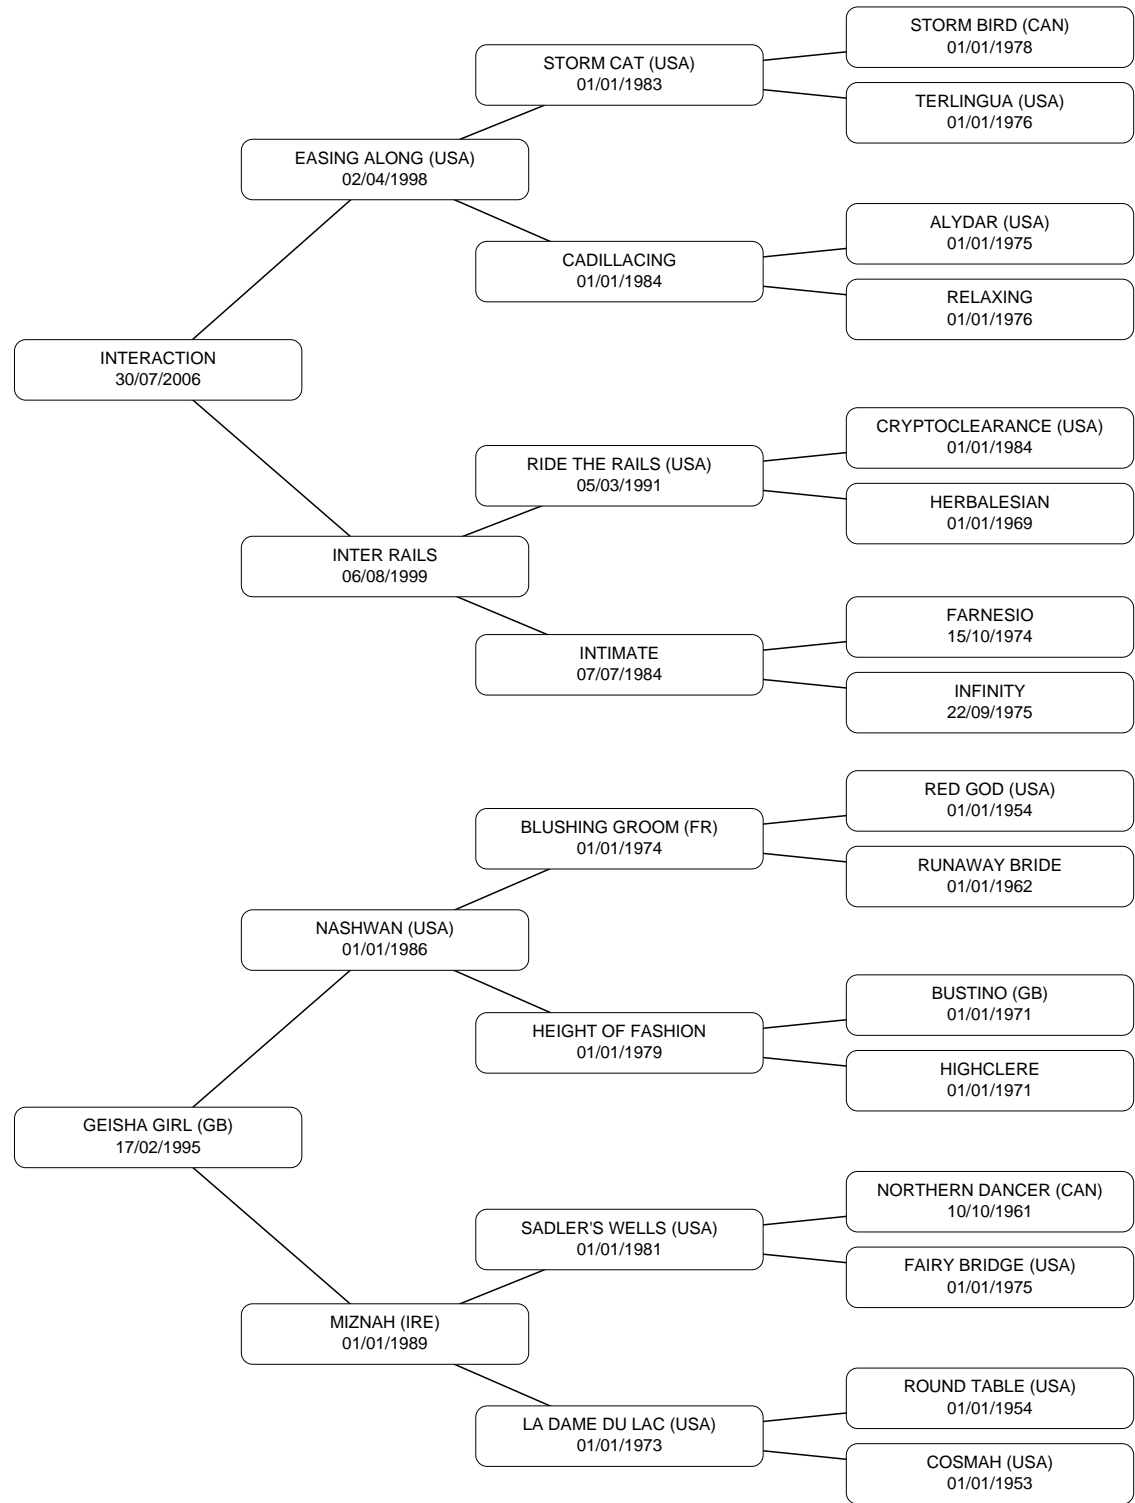 STORM BIRD (CAN)
01/01/1978
STORM CAT (USA)
01/01/1983
TERLINGUA (USA)
01/01/1976
EASING ALONG (USA)
02/04/1998
ALYDAR (USA)
01/01/1975
CADILLACING
01/01/1984
RELAXING
01/01/1976
INTERACTION
30/07/2006
CRYPTOCLEARANCE (USA)
01/01/1984
RIDE THE RAILS (USA)
05/03/1991
HERBALESIAN
01/01/1969
INTER RAILS
06/08/1999
FARNESIO
15/10/1974
INTIMATE
07/07/1984
INFINITY
22/09/1975
RED GOD (USA)
01/01/1954
BLUSHING GROOM (FR)
01/01/1974
RUNAWAY BRIDE
01/01/1962
NASHWAN (USA)
01/01/1986
BUSTINO (GB)
01/01/1971
HEIGHT OF FASHION
01/01/1979
HIGHCLERE
01/01/1971
GEISHA GIRL (GB)
17/02/1995
NORTHERN DANCER (CAN)
10/10/1961
SADLER'S WELLS (USA)
01/01/1981
FAIRY BRIDGE (USA)
01/01/1975
MIZNAH (IRE)
01/01/1989
ROUND TABLE (USA)
01/01/1954
LA DAME DU LAC (USA)
01/01/1973
COSMAH (USA)
01/01/1953